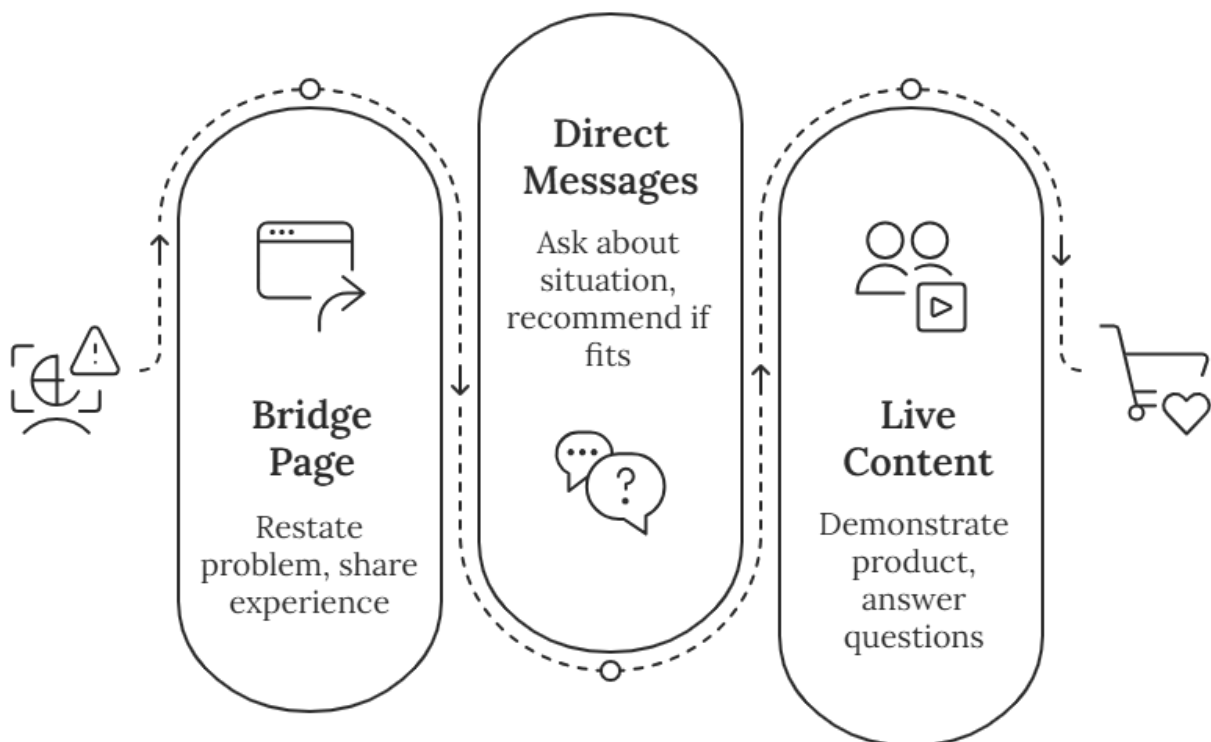 Bridge
Page
Restate
problem, share
experience
Direct
Messages
Ask about
situation,
recommend if
fits
?
Live
Content
Demonstrate
product,
answer
questions